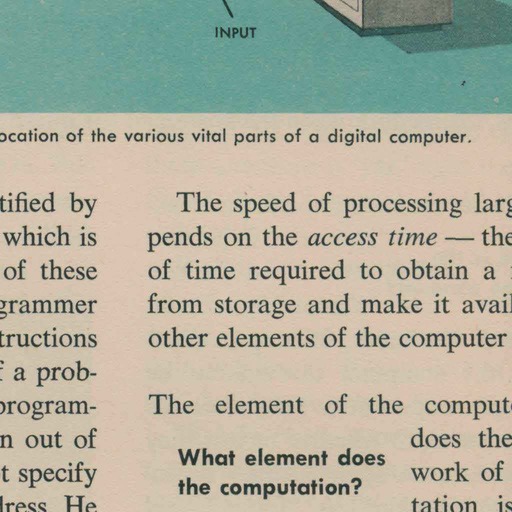 INPUT
ocation of the various vital parts of a digital computer.
tified by
which is
of these
grammer
tructions
f a prob-
program-
n out of
t specify
dress. He
The speed of processing larg
pends on the access time — the
of time required to obtain a
from storage and make it avail
other elements of the computer
The element of the compute
What element does
the computation?
does the
work of
tation is